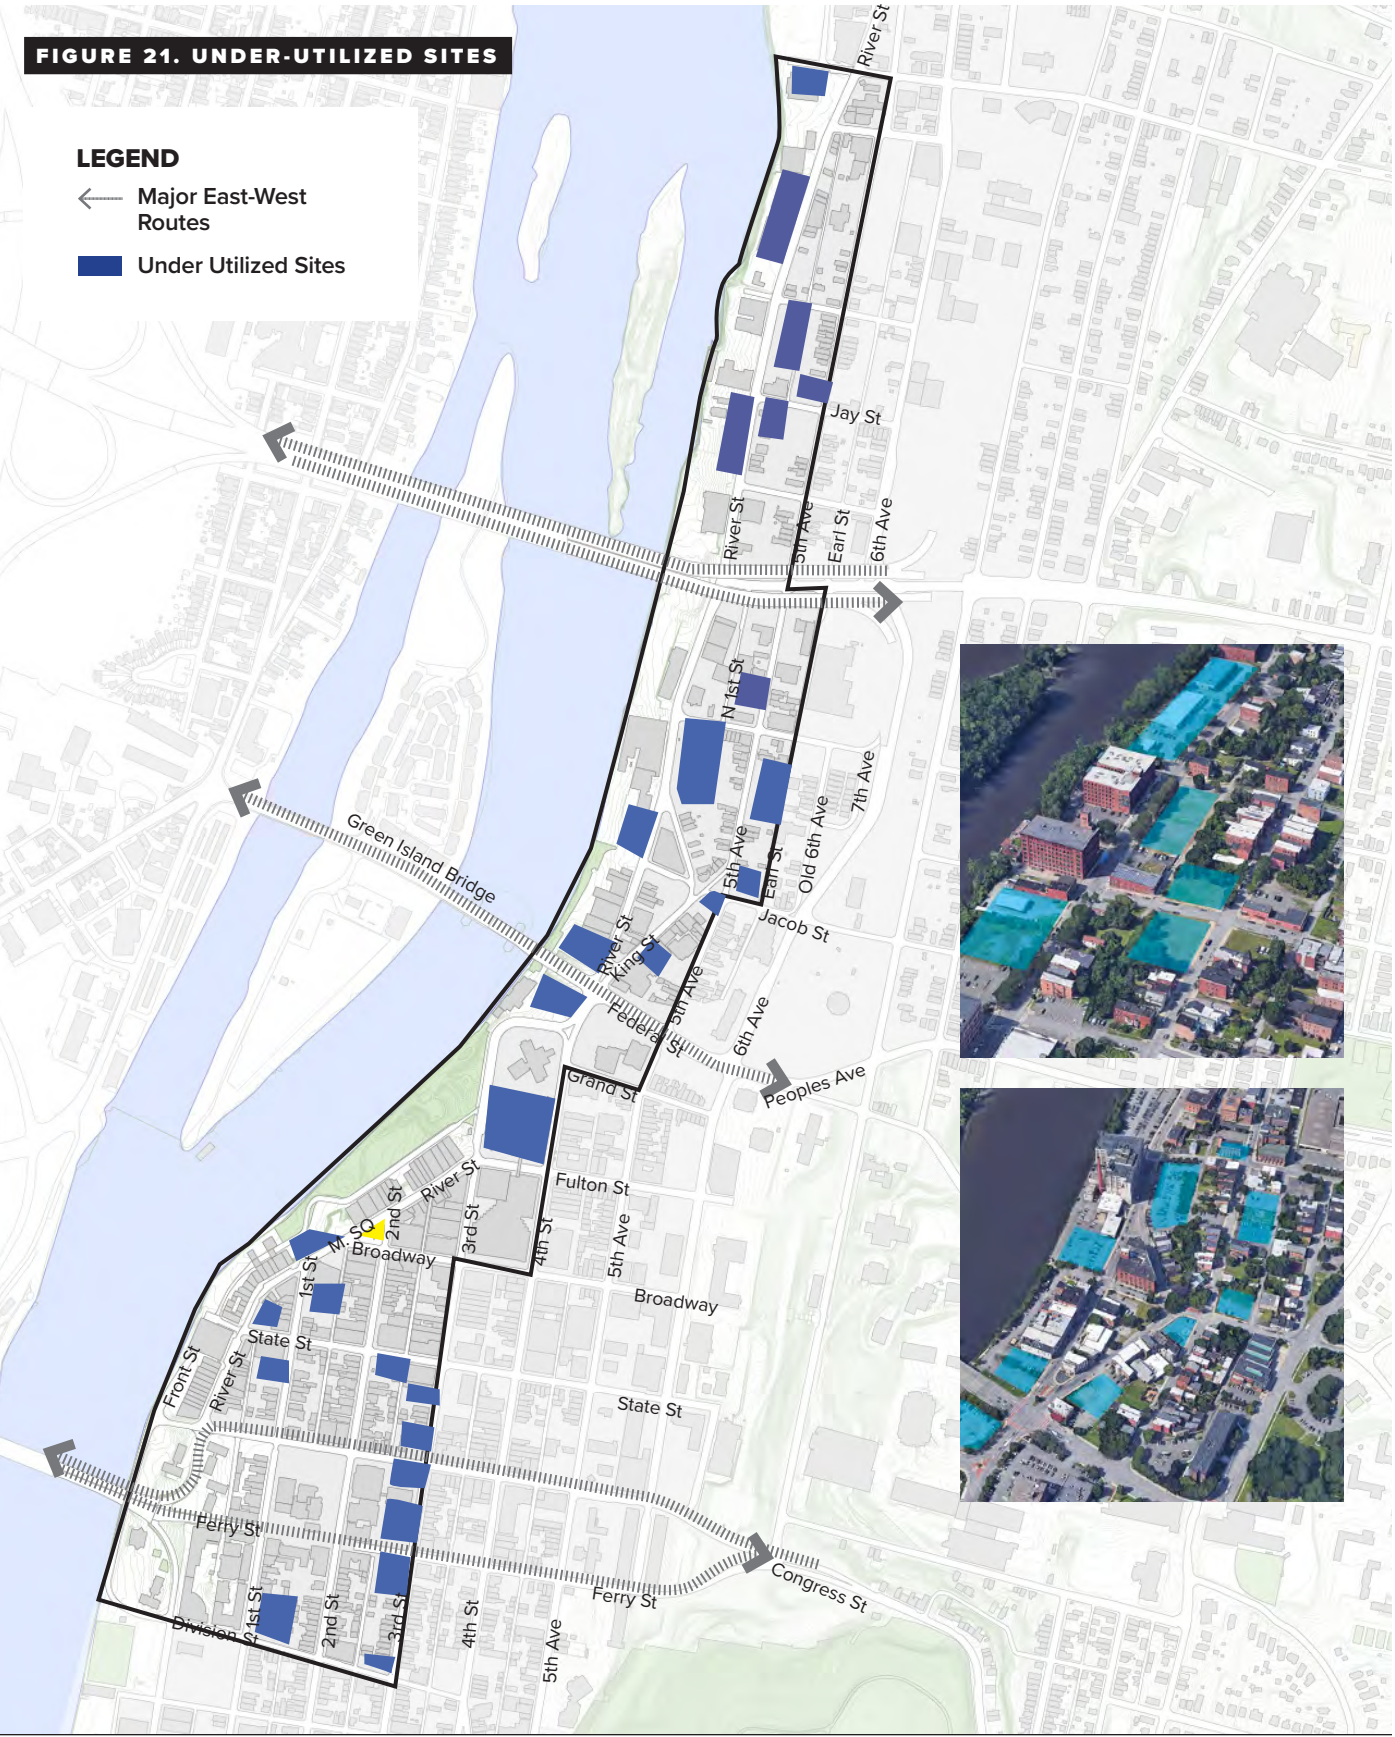 FIGURE 21. UNDER-UTILIZED SITES
LEGEND
Major East-West
Routes
Under Utilized Sites
River St
Jay St
River St
5th Ave
Earl St
6th Ave
N 1st St
7th Ave
Old 6th Ave
5th Ave
Earl St
Jacob St
Green Island Bridge
River St
King St
5th Ave
Federal St
6th Ave
Peoples Ave
Grand St
River St
Fulton St
2nd St
3rd St
4th St
5th Ave
M. SQ
Broadway
1st St
Broadway
State St
Front St
River St
State St
Ferry St
Ferry St
Congress St
1st St
2nd St
3rd St
4th St
5th Ave
Division St